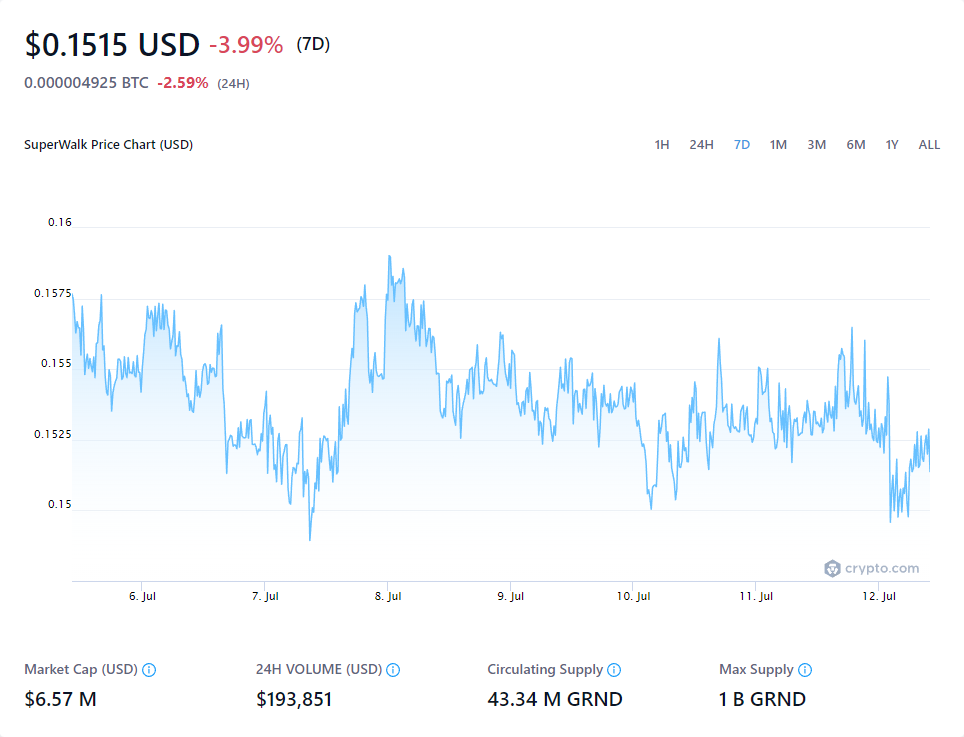 $0.1515 USD -3.99% (7D)
0.000004925 BTC -2.59% (24H)
SuperWalk Price Chart (USD) 1H 24H 7D 1M 3M 6M 1Y ALL
0.16
0.1575
0.155
0.1525
0.15
crypto.com
6. Jul 7. Jul 8. Jul 9. Jul 10. Jul 11. Jul 12. Jul
Market Cap (USD) 24H VOLUME (USD) Circulating Supply Max Supply
$6.57 M $193,851 43.34 M GRND 1 B GRND